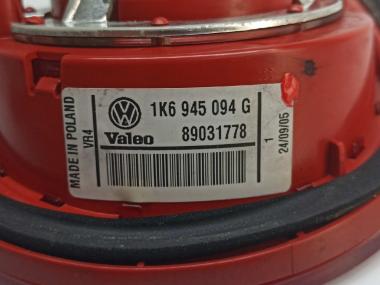 1K6 945 094 G
Valeo
89031778
MADE IN POLAND
VR4
1
24/09/05